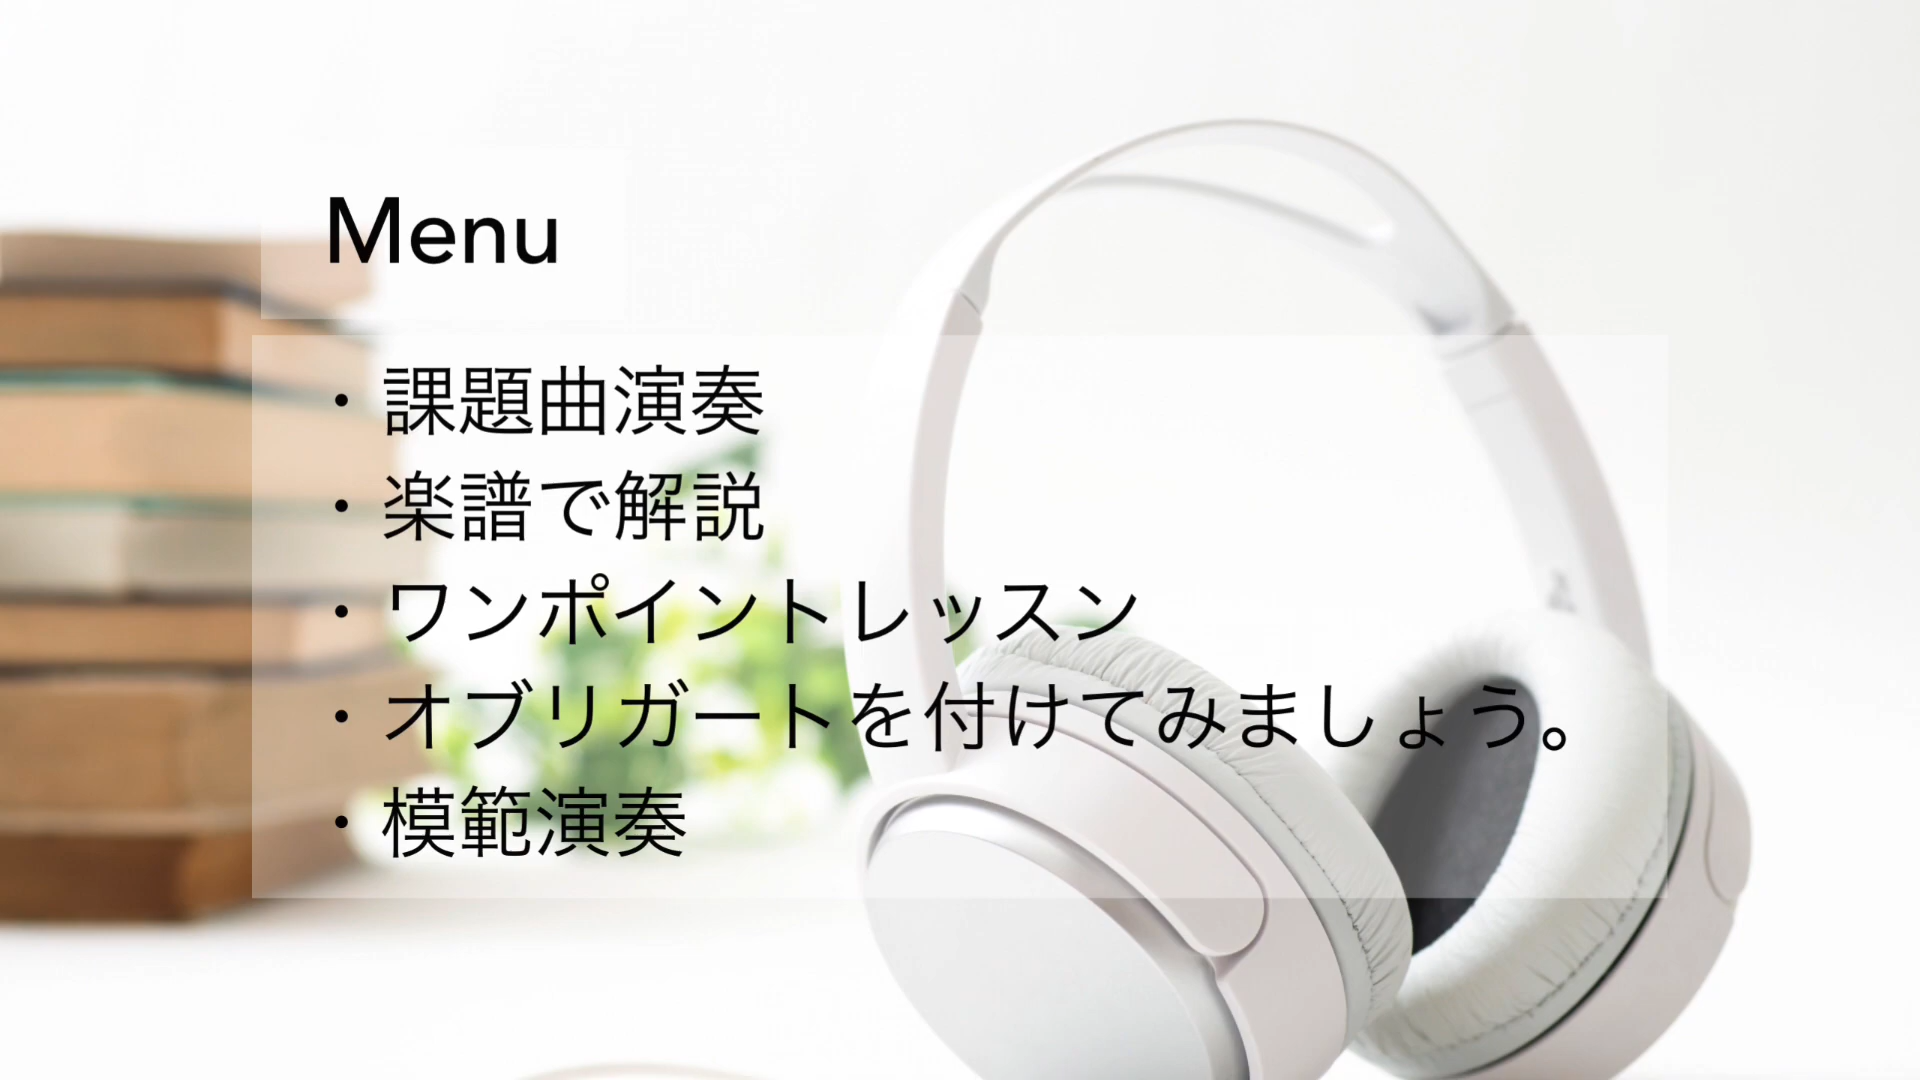 Menu
・課題曲演奏
・楽譜で解説
・ワンポイントレッスン
・オブリガートを付けてみましょう。
・模範演奏